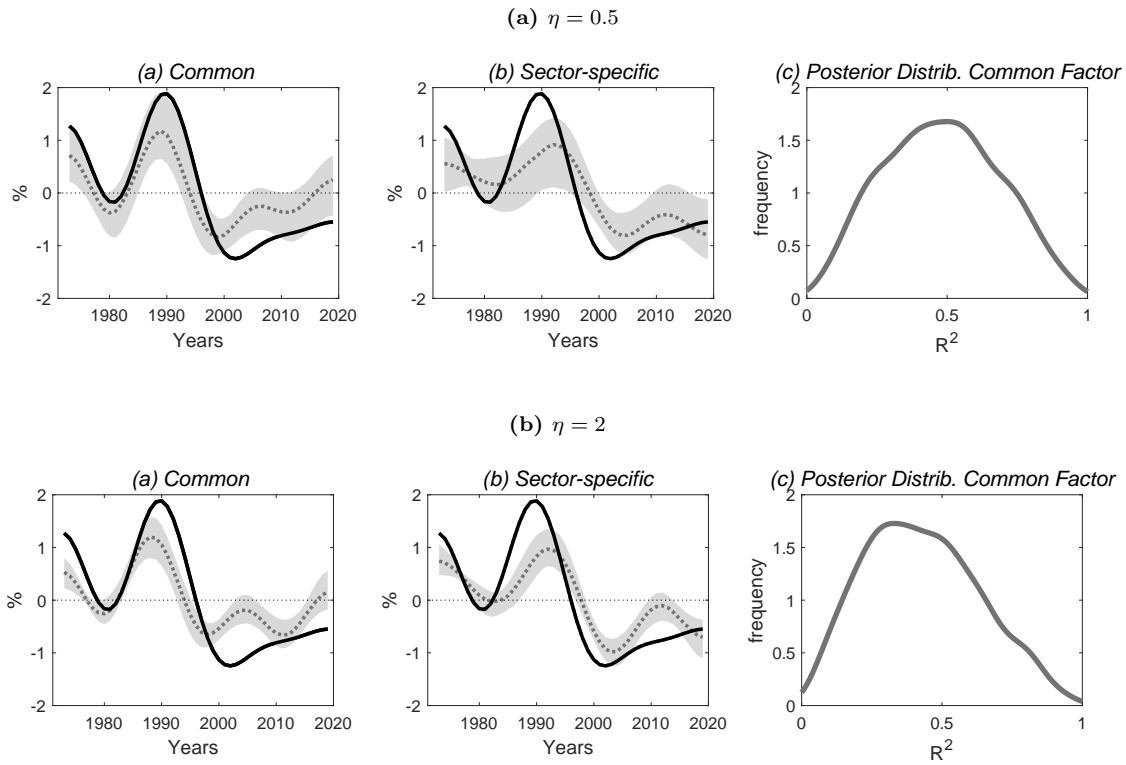 (a) η = 0.5
(a) Common
(b) Sector-specific
(c) Posterior Distrib. Common Factor
2
1
0
-1
-2
%
1980 1990 2000 2010 2020
Years
2
1
0
-1
-2
%
1980 1990 2000 2010 2020
Years
2
1.5
1
0.5
0
frequency
0 0.5 1
R²
(b) η = 2
(a) Common
(b) Sector-specific
(c) Posterior Distrib. Common Factor
2
1
0
-1
-2
%
1980 1990 2000 2010 2020
Years
2
1
0
-1
-2
%
1980 1990 2000 2010 2020
Years
2
1.5
1
0.5
0
frequency
0 0.5 1
R²